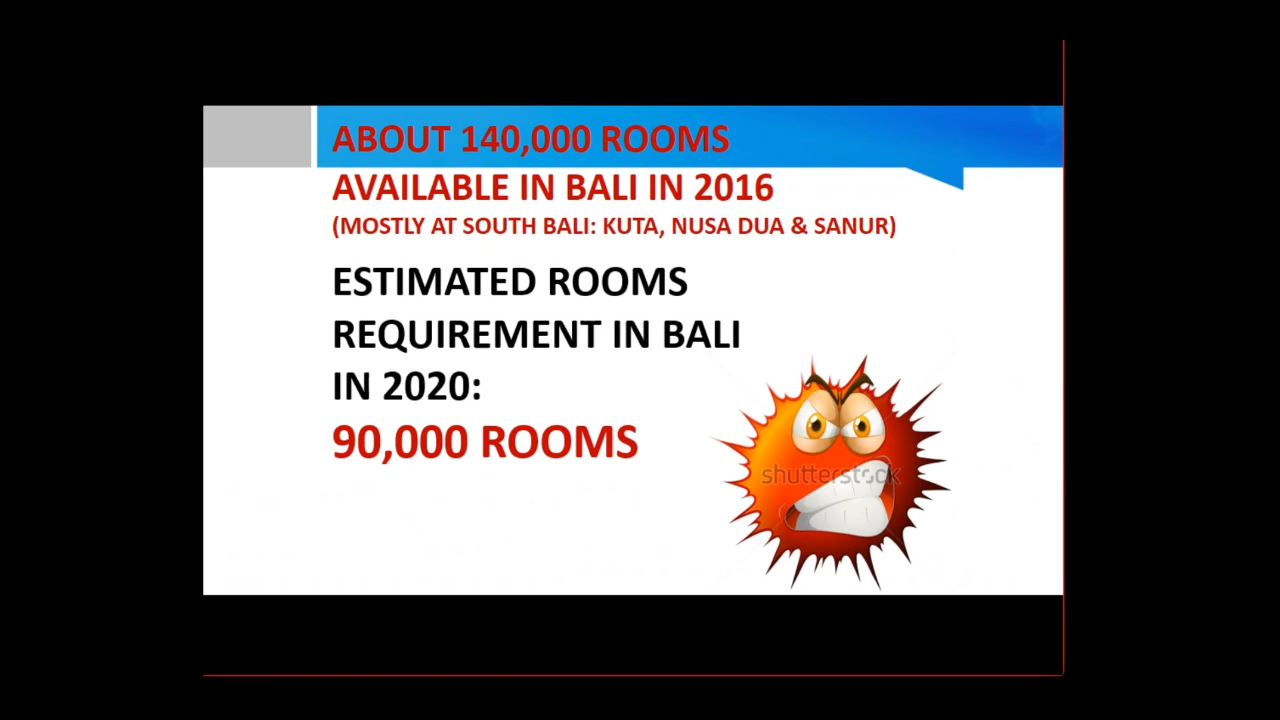 ABOUT 140,000 ROOMS
AVAILABLE IN BALI IN 2016
(MOSTLY AT SOUTH BALI: KUTA, NUSA DUA & SANUR)
ESTIMATED ROOMS
REQUIREMENT IN BALI
IN 2020:
90,000 ROOMS
shutterstock